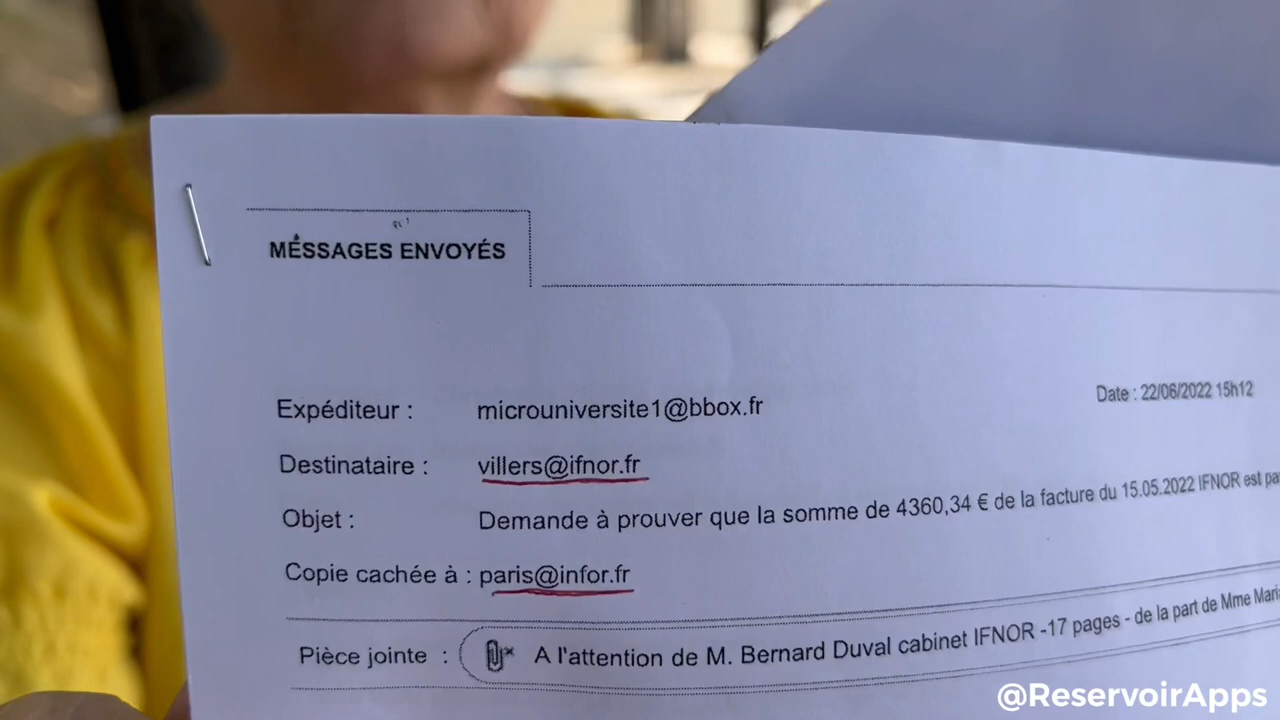 MESSAGES ENVOYÉS
Date : 22/06/2022 15h12
Expéditeur : microuniversite1@bbox.fr
Destinataire : villers@ifnor.fr
Objet : Demande à prouver que la somme de 4360,34 € de la facture du 15.05.2022 IFNOR est
Copie cachée à : paris@infor.fr
Pièce jointe : A l'attention de M. Bernard Duval cabinet IFNOR -17 pages - de la part de Mme
@ReservoirApps